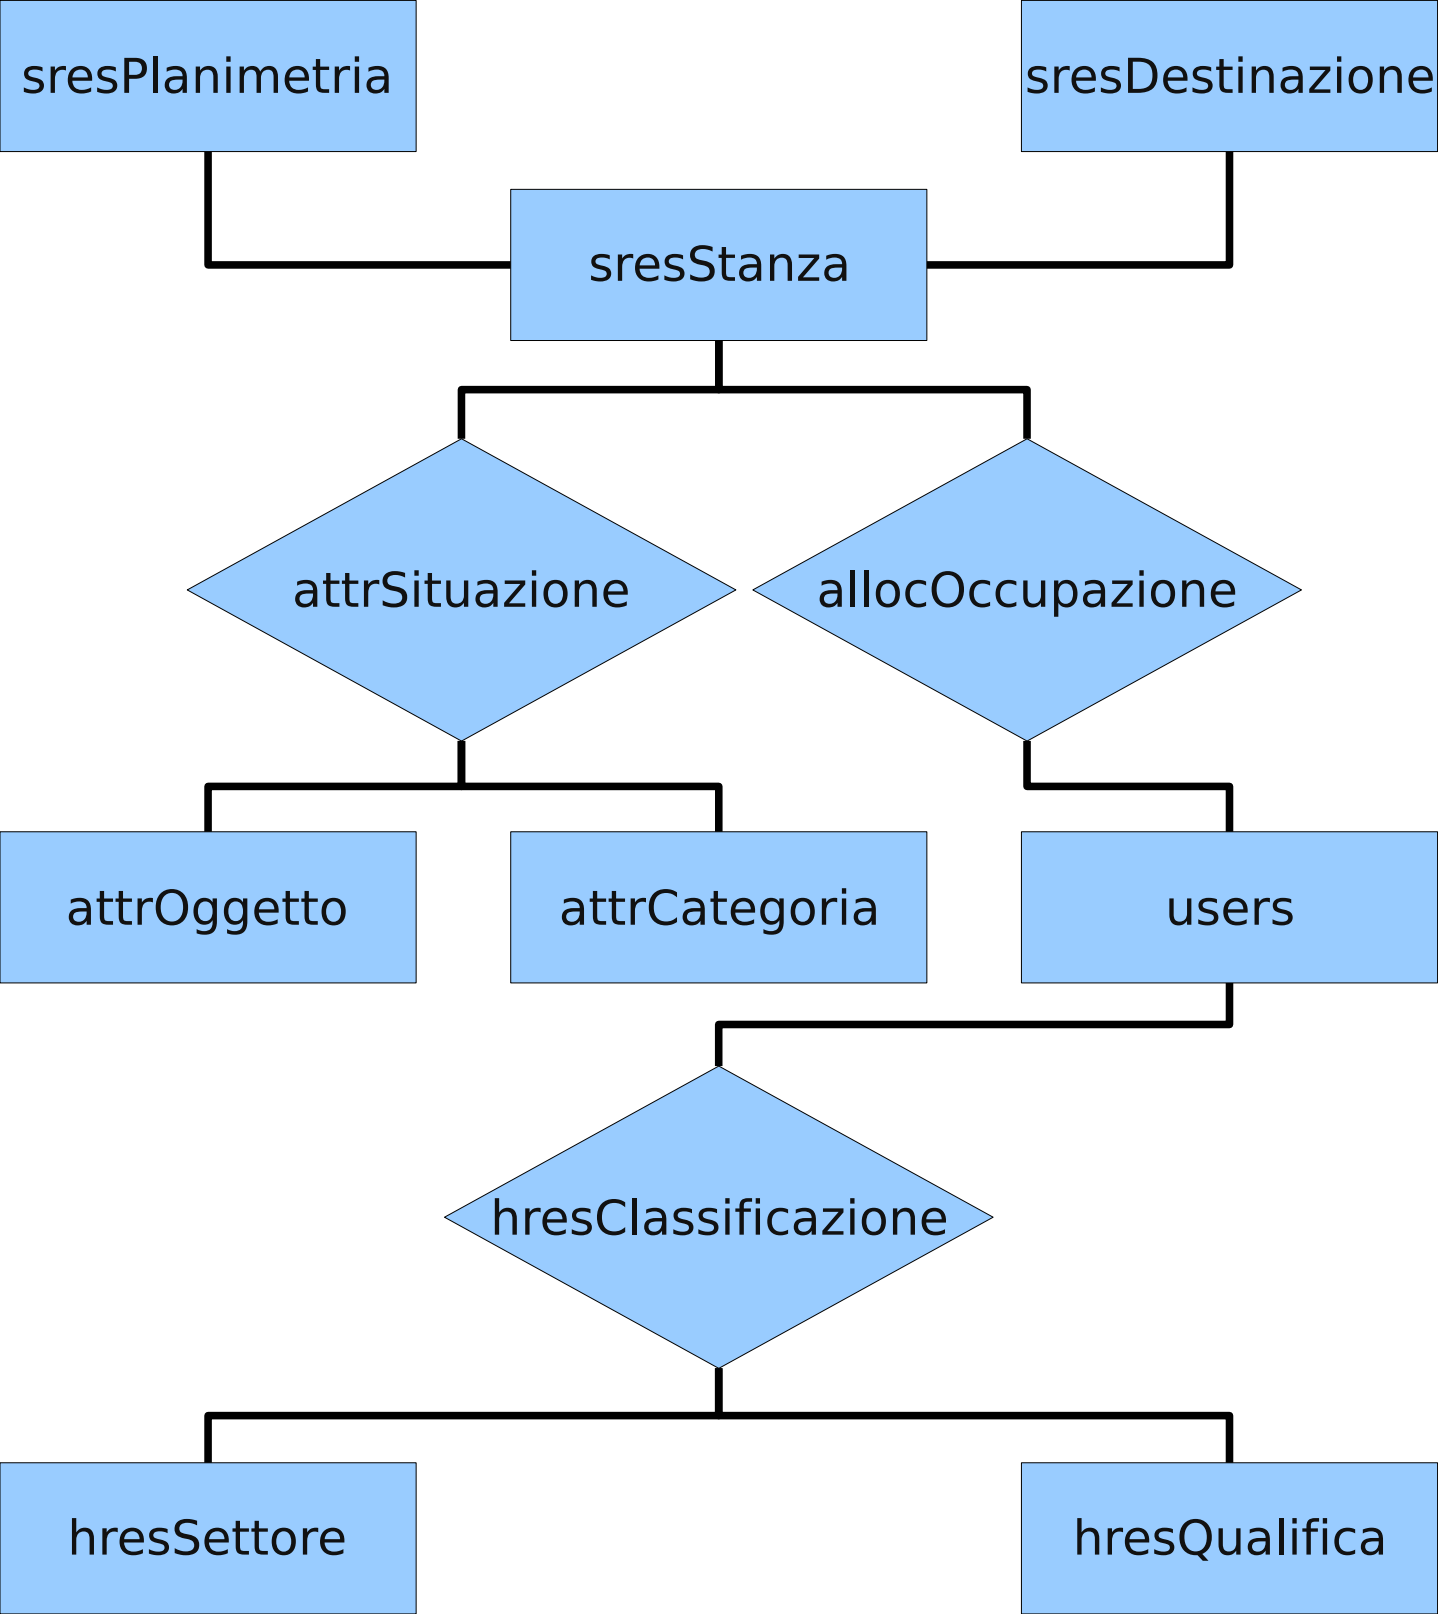 sresPlanimetria
sresDestinazione
sresStanza
attrSituazione
allocOccupazione
attrOggetto
attrCategoria
users
hresClassificazione
hresSettore
hresQualifica